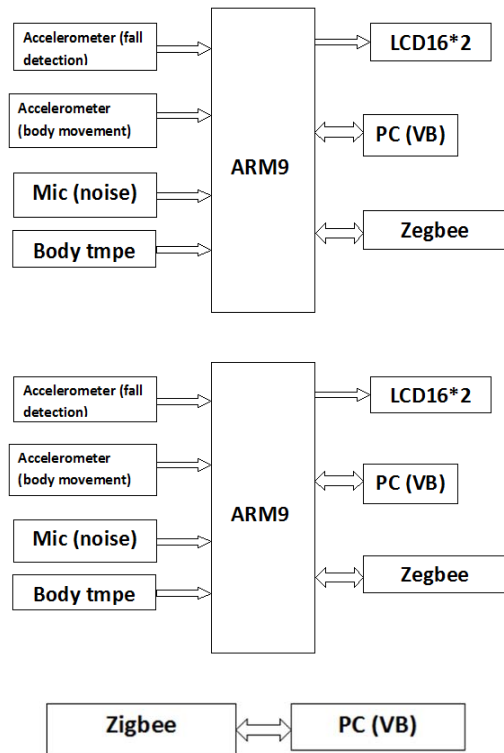 Accelerometer (fall
detection)
LCD16*2
Accelerometer
(body movement)
PC (VB)
ARM9
Mic (noise)
Zegbee
Body tmpe
Accelerometer (fall
detection)
LCD16*2
Accelerometer
(body movement)
PC (VB)
ARM9
Mic (noise)
Zegbee
Body tmpe
Zigbee
PC (VB)